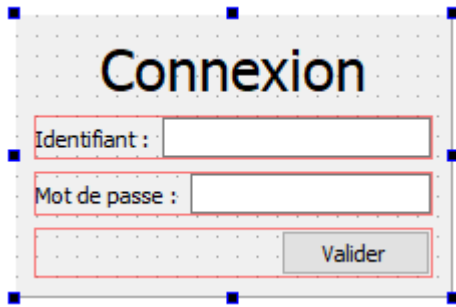 Connexion
Identifiant :
Mot de passe :
Valider